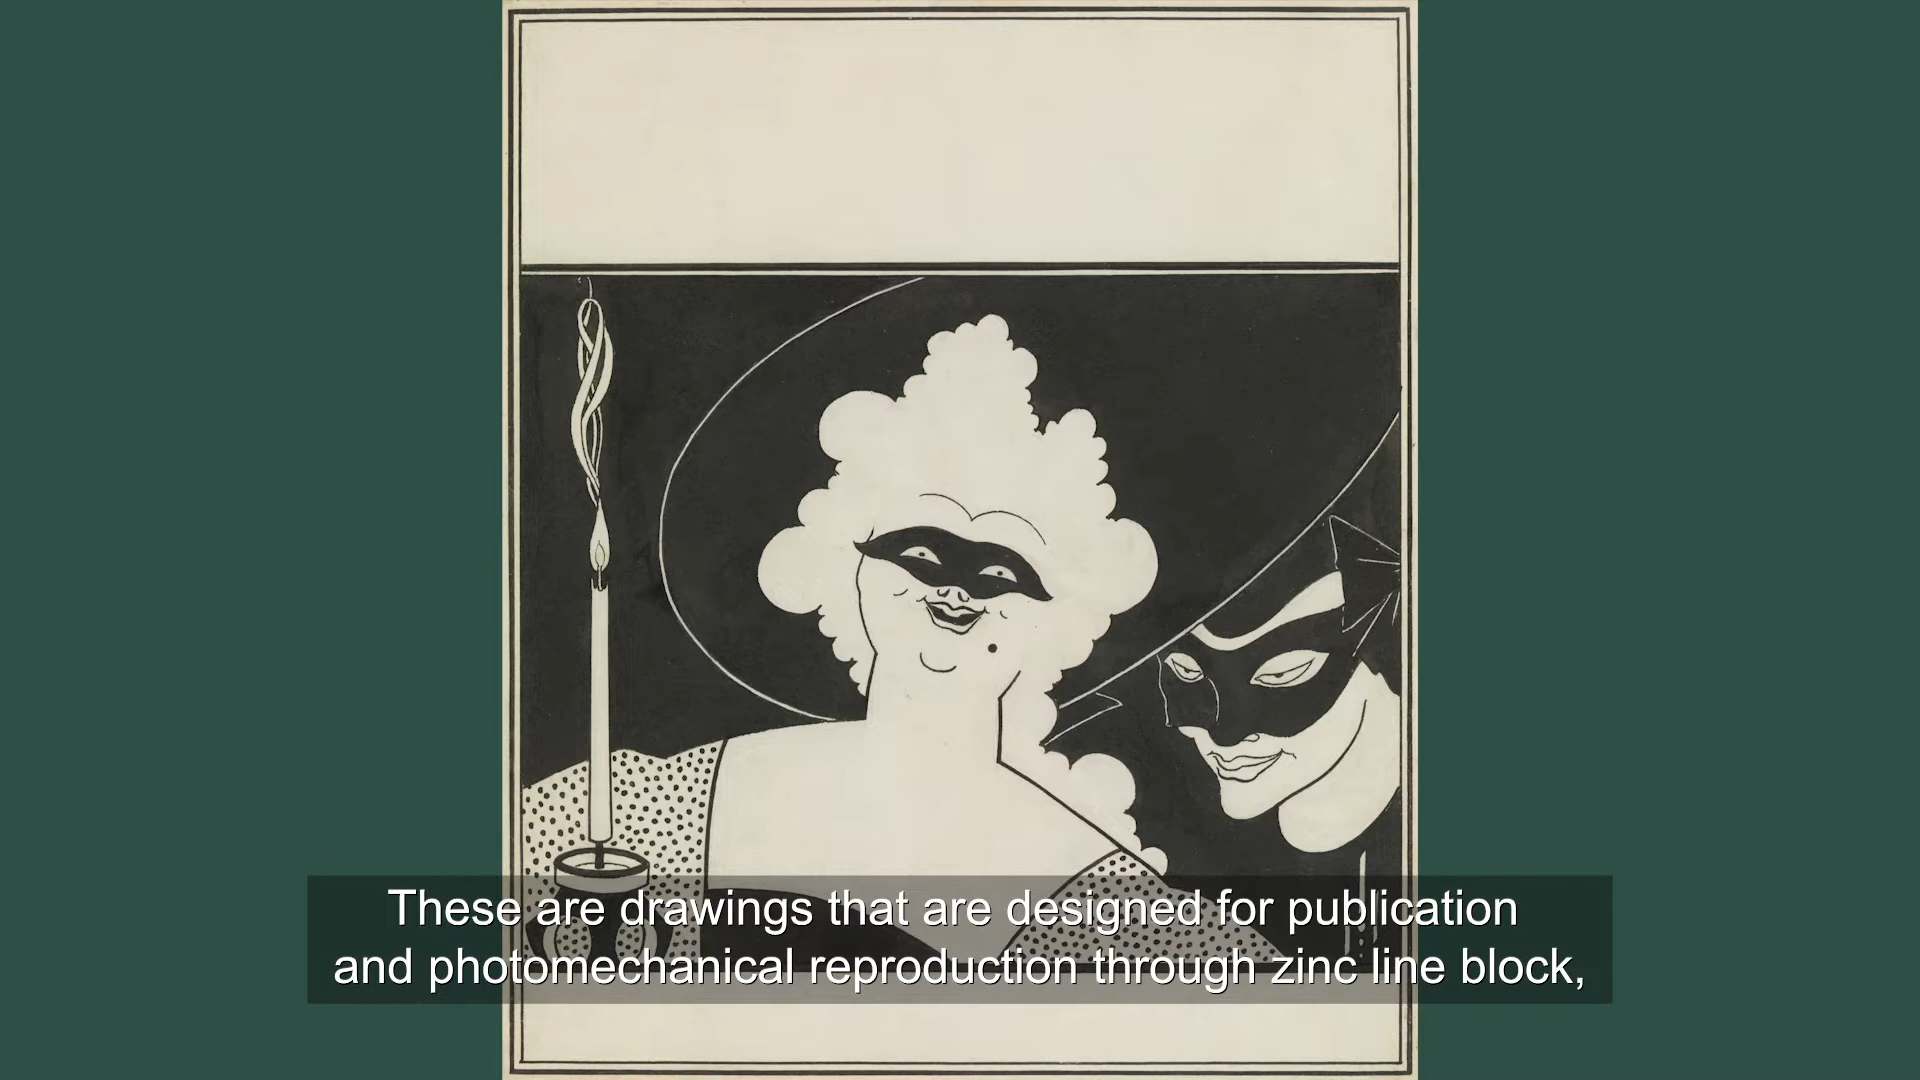 These are drawings that are designed for publication
and photomechanical reproduction through zinc line block,